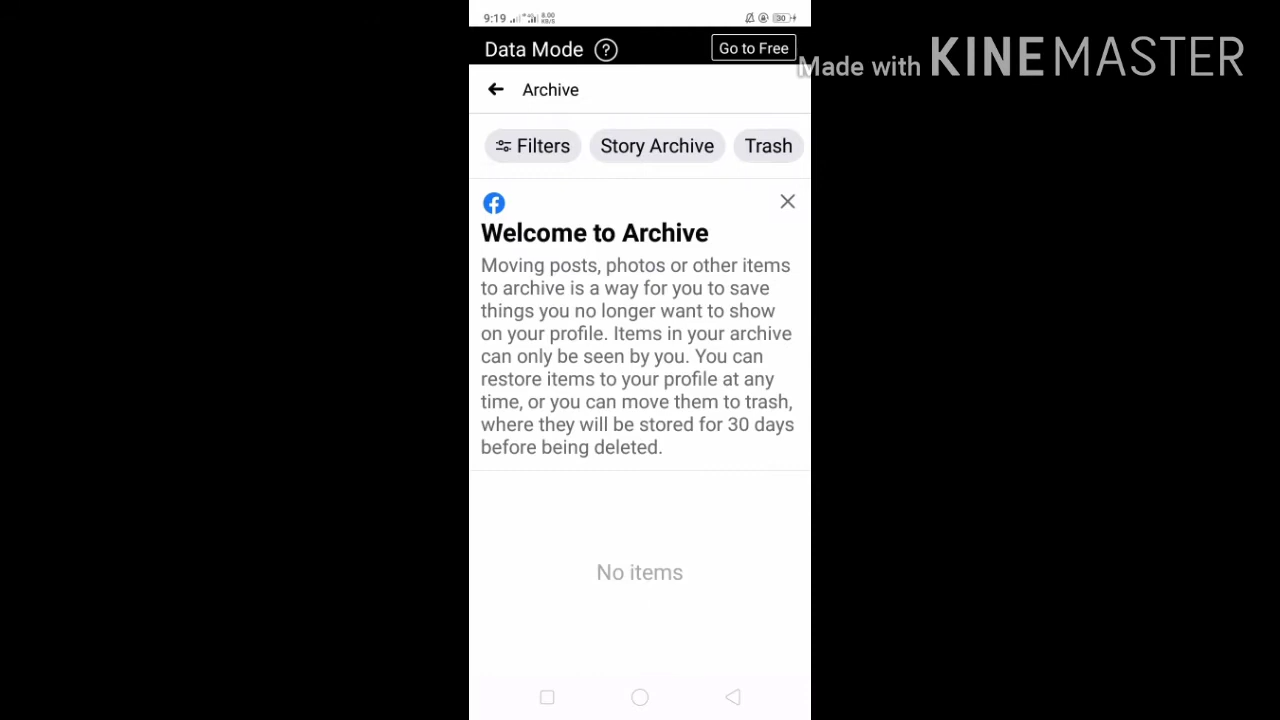 9:19 8.00 KB/S 30
Data Mode ? Go to Free
Made with KINEMASTER
Archive
Filters Story Archive Trash
Welcome to Archive
Moving posts, photos or other items
to archive is a way for you to save
things you no longer want to show
on your profile. Items in your archive
can only be seen by you. You can
restore items to your profile at any
time, or you can move them to trash,
where they will be stored for 30 days
before being deleted.
No items